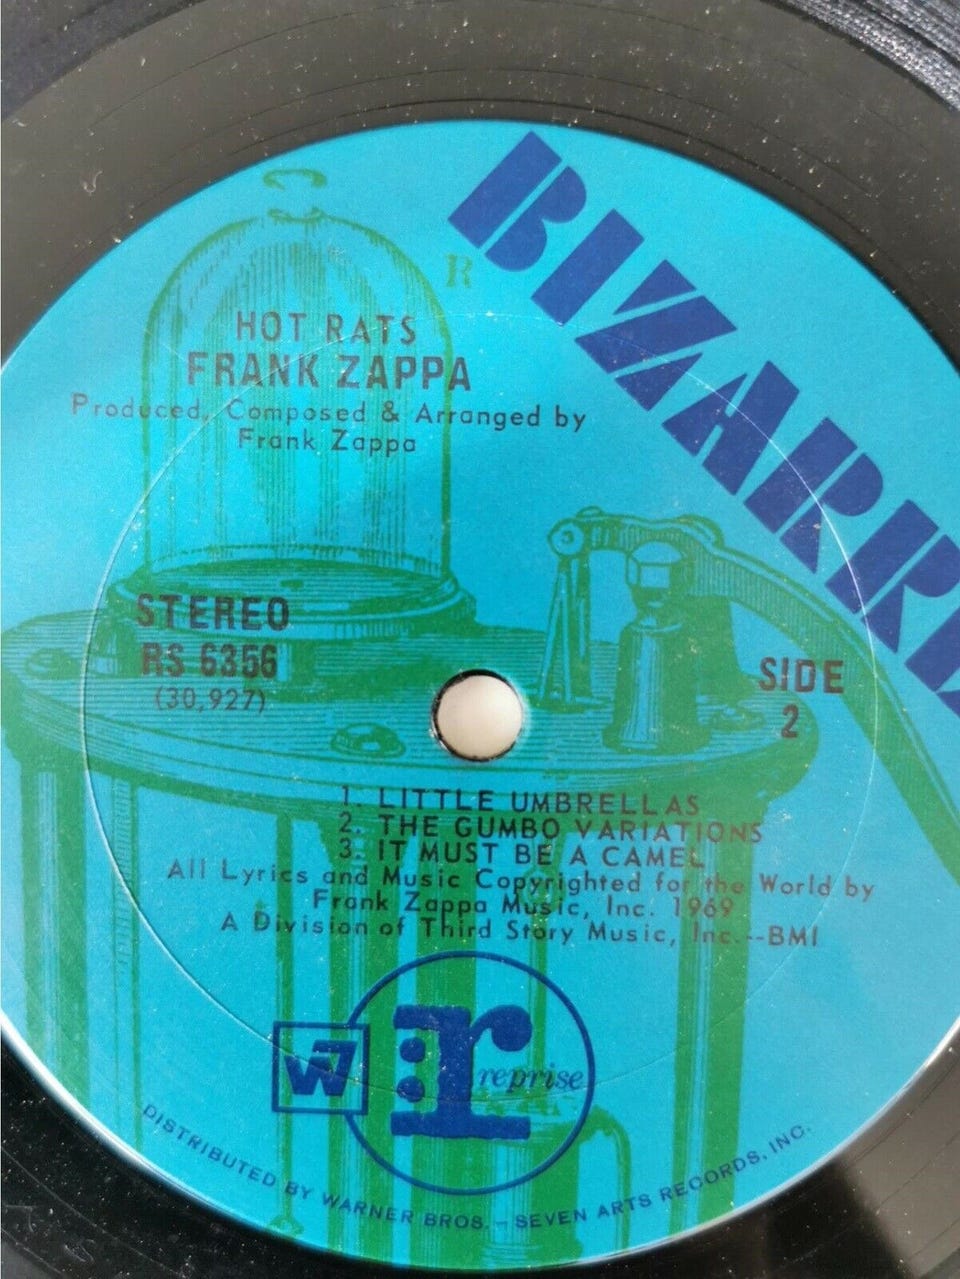 BIZARR
R
HOT RATS
FRANK ZAPPA
Produced, Composed & Arranged by
Frank Zappa
STEREO
RS 6356
(30,927)
SIDE
2
1. LITTLE UMBRELLAS
2. THE GUMBO VARIATIONS
3. IT MUST BE A CAMEL
All Lyrics and Music Copyrighted for the World by
Frank Zappa Music, Inc. 1969
A Division of Third Story Music, Inc.--BMI
W7
:r reprise
DISTRIBUTED BY WARNER BROS. – SEVEN ARTS RECORDS, INC.